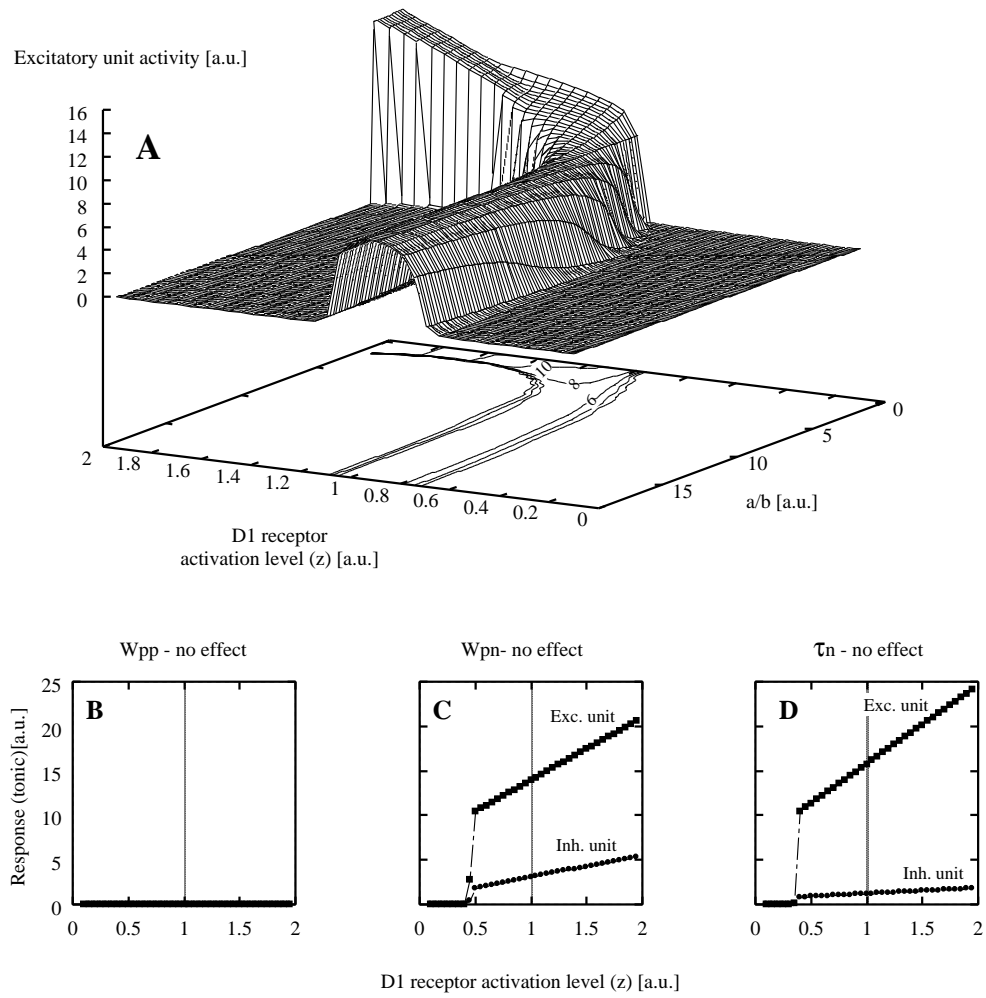 Excitatory unit activity [a.u.]
A
16
14
12
10
8
6
4
2
0
10
8
6
2
1.8
1.6
1.4
1.2
1
0.8
0.6
0.4
0.2
0
0
5
10
15
a/b [a.u.]
D1 receptor
activation level (z) [a.u.]
Wpp - no effect
Wpn- no effect
τn - no effect
Response (tonic)[a.u.]
25
20
15
10
5
0
B
C
D
Exc. unit
Inh. unit
Exc. unit
Inh. unit
0 0.5 1 1.5 2
0 0.5 1 1.5 2
0 0.5 1 1.5 2
D1 receptor activation level (z) [a.u.]